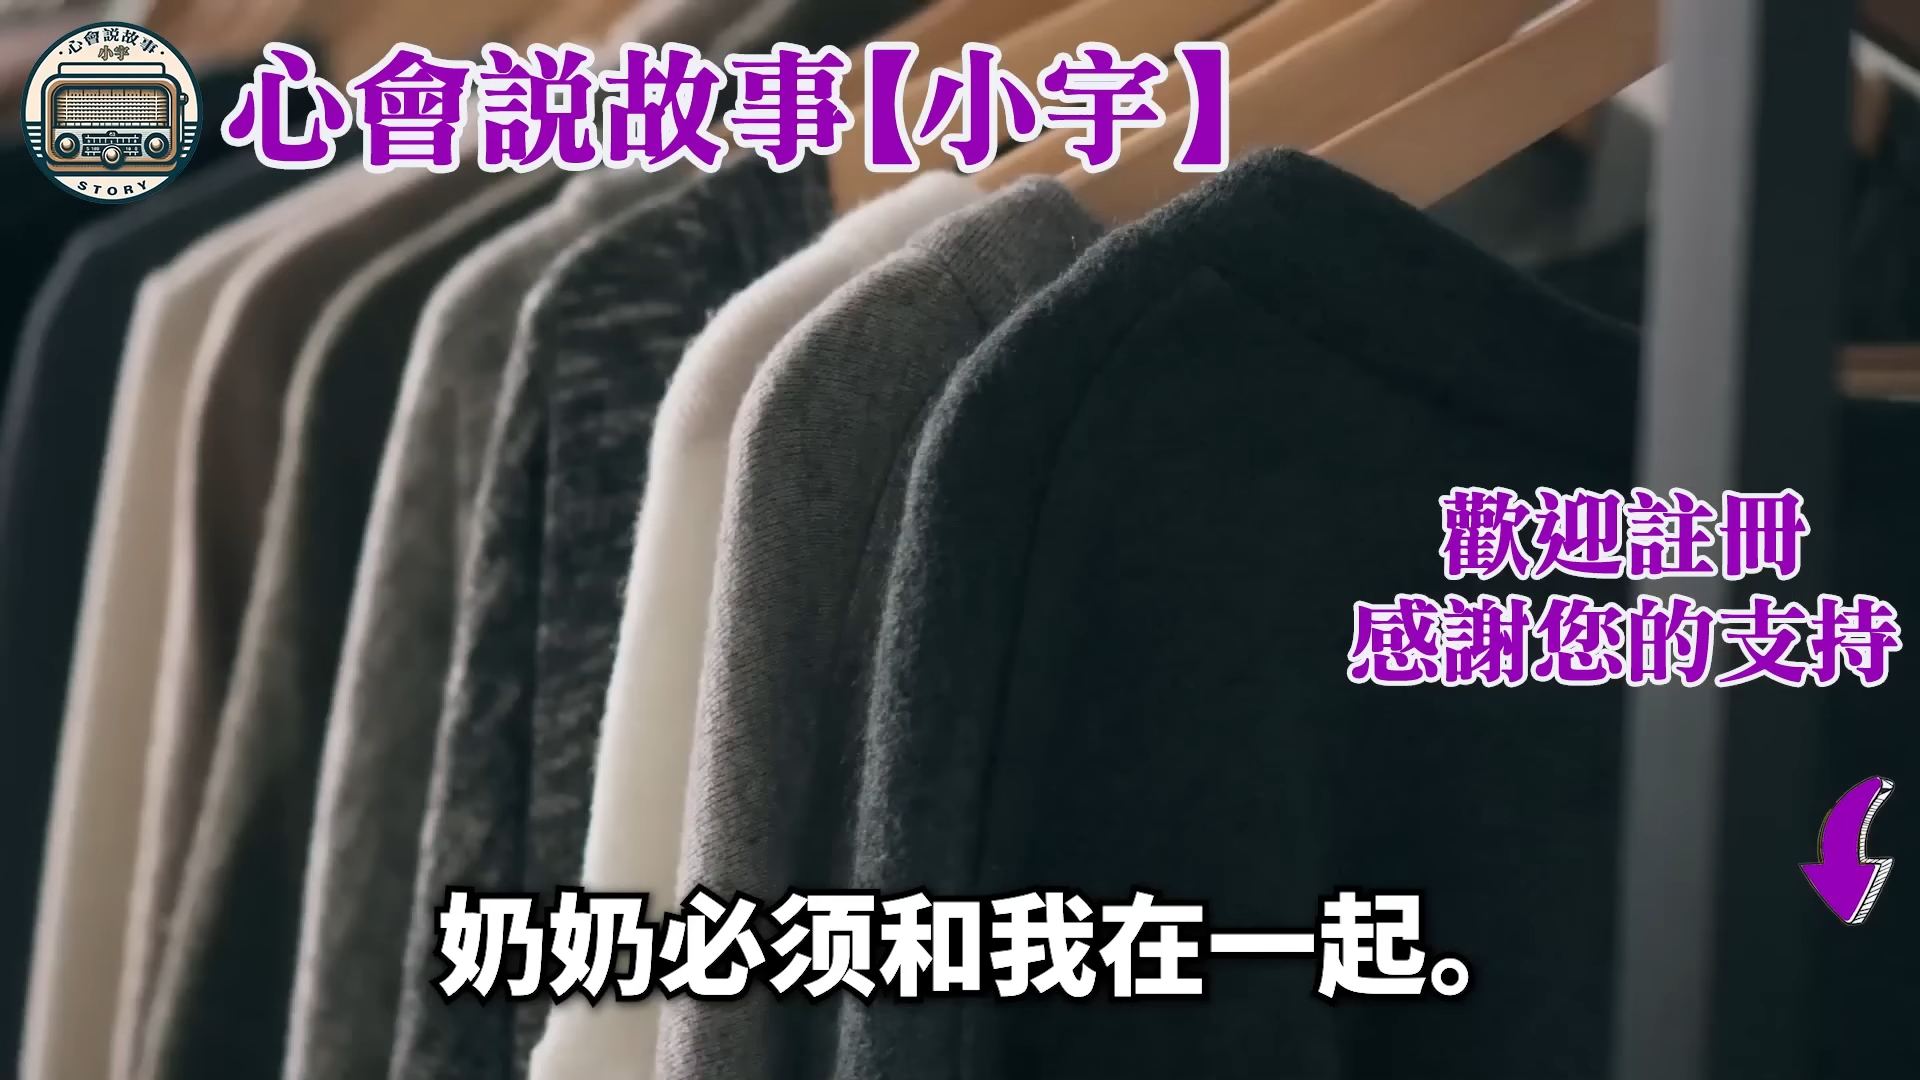 ·心會説故事·
小宇
STORY
心會説故事【小宇】
歡迎註冊
感謝您的支持
奶奶必须和我在一起。